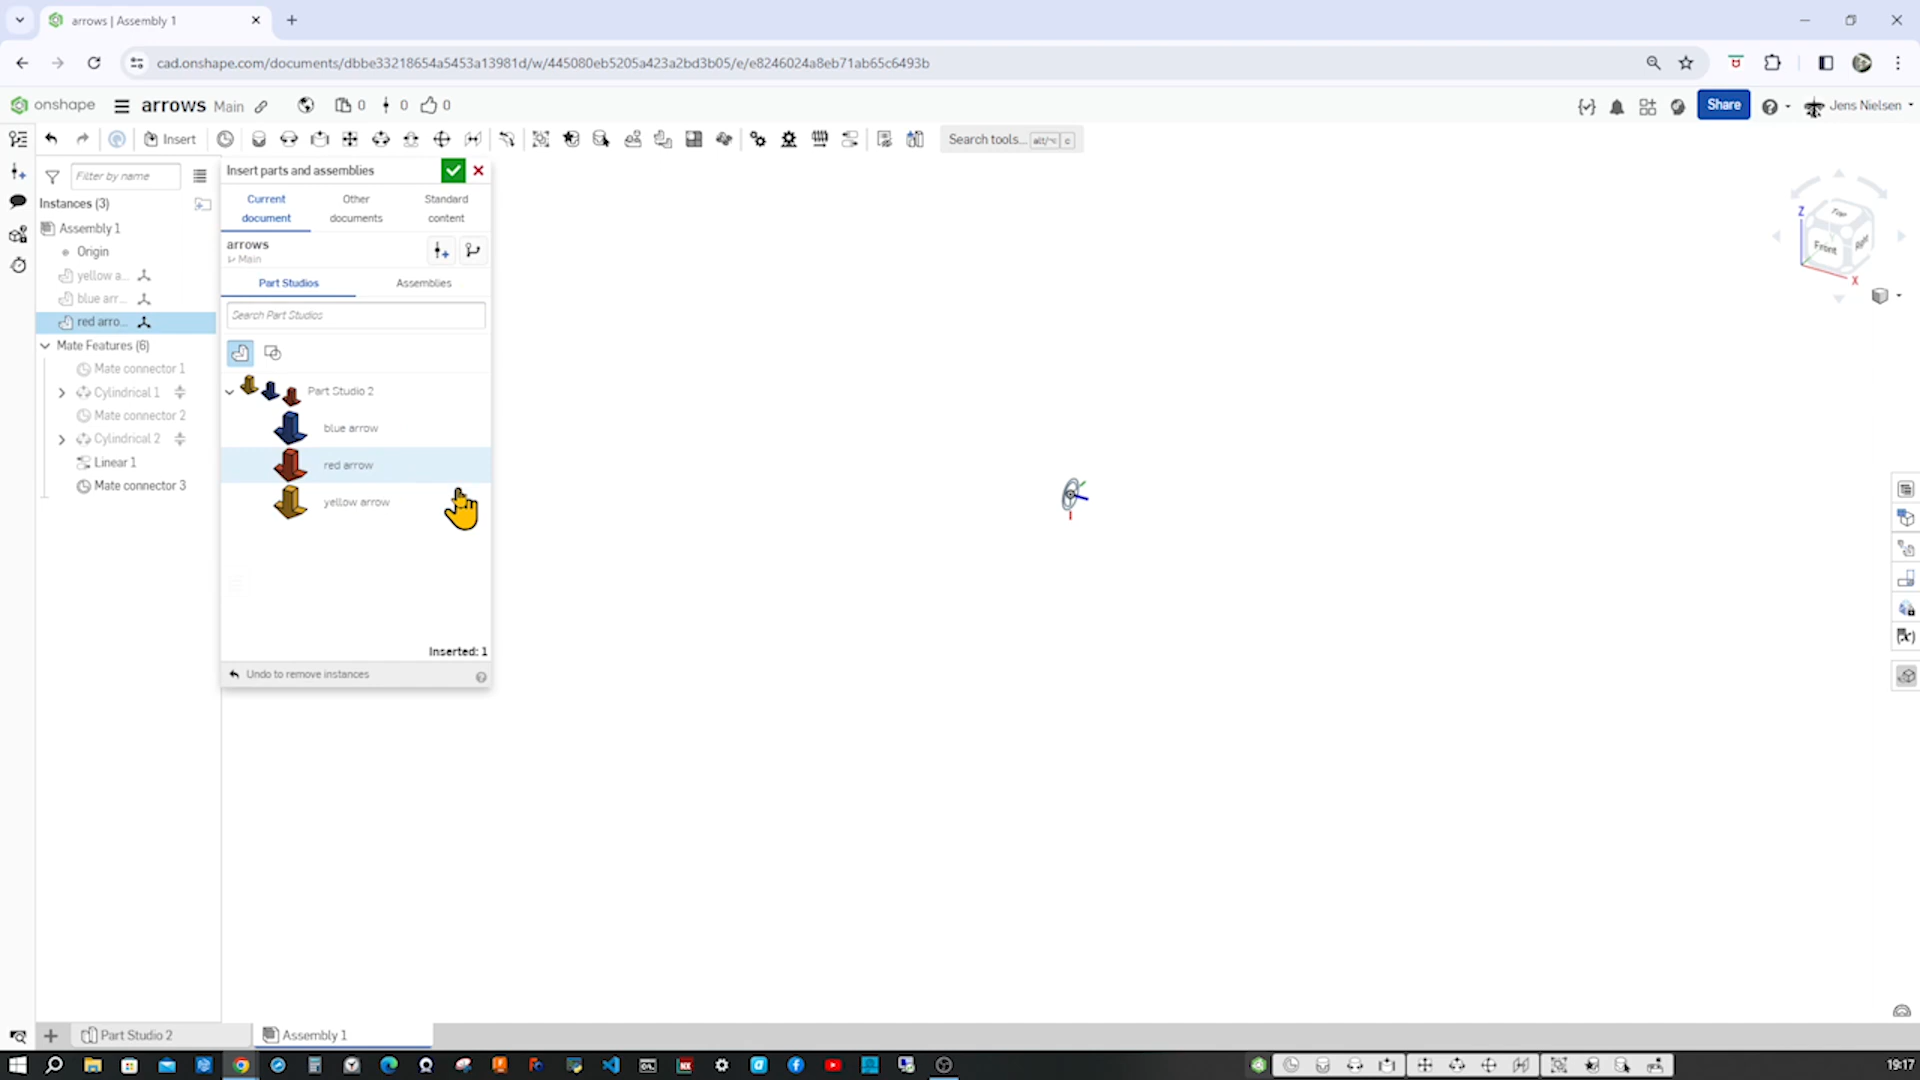 arrows | Assembly 1
cad.onshape.com/documents/dbbe33218654a5453a13981d/w/445080eb5205a423a2bd3b05/e/e8246024a8eb71ab65c6493b
onshape arrows Main 0 0 0 Share Jens Nielsen
Insert Search tools... alt/⌥ c
Filter by name
Instances (3)
Assembly 1
Origin
yellow a...
blue arr...
red arro...
Mate Features (6)
Mate connector 1
Cylindrical 1
Mate connector 2
Cylindrical 2
Linear 1
Mate connector 3
Insert parts and assemblies
Current document
Other documents
Standard content
arrows
Main
Part Studios Assemblies
Search Part Studios
Part Studio 2
blue arrow
red arrow
yellow arrow
Inserted: 1
Undo to remove instances
Top
Front
Right
Z
X
Part Studio 2 Assembly 1
19:17